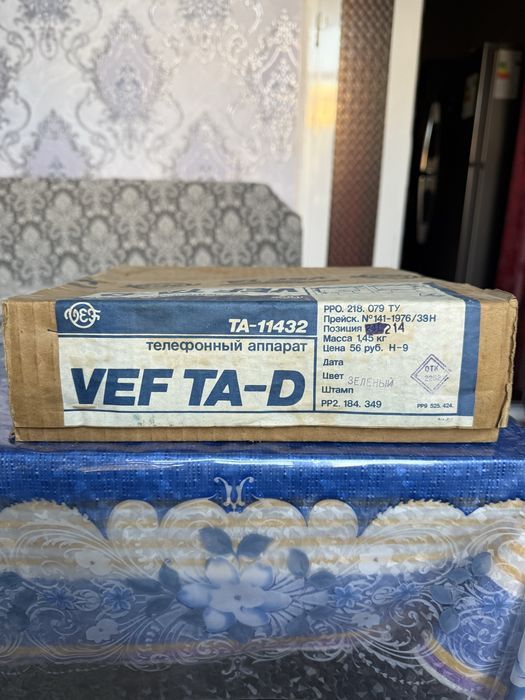 VEF
TA-11432
телефонный аппарат
VEF TA-D
РРО. 218. 079 ТУ
Прейск. №141-1976/33Н
Позиция 214
Масса 1,45 кг
Цена 56 руб. Н-9
Дата
Цвет ЗЕЛЕНЫЙ
Штамп
РР2. 184. 349
ОТК
РР9 525. 424.